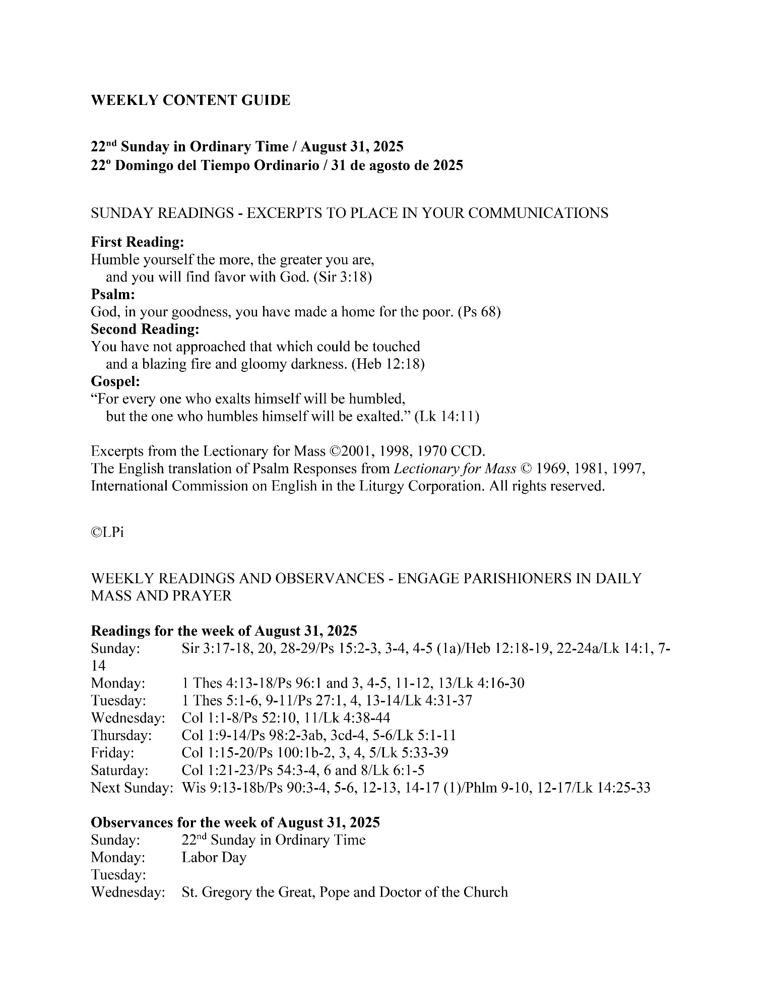 WEEKLY CONTENT GUIDE
22nd Sunday in Ordinary Time / August 31, 2025
22º Domingo del Tiempo Ordinario / 31 de agosto de 2025
SUNDAY READINGS - EXCERPTS TO PLACE IN YOUR COMMUNICATIONS
First Reading:
Humble yourself the more, the greater you are,
and you will find favor with God. (Sir 3:18)
Psalm:
God, in your goodness, you have made a home for the poor. (Ps 68)
Second Reading:
You have not approached that which could be touched
and a blazing fire and gloomy darkness. (Heb 12:18)
Gospel:
“For every one who exalts himself will be humbled,
but the one who humbles himself will be exalted.” (Lk 14:11)
Excerpts from the Lectionary for Mass ©2001, 1998, 1970 CCD.
The English translation of Psalm Responses from Lectionary for Mass © 1969, 1981, 1997,
International Commission on English in the Liturgy Corporation. All rights reserved.
©LPi
WEEKLY READINGS AND OBSERVANCES - ENGAGE PARISHIONERS IN DAILY
MASS AND PRAYER
Readings for the week of August 31, 2025
Sunday: Sir 3:17-18, 20, 28-29/Ps 15:2-3, 3-4, 4-5 (1a)/Heb 12:18-19, 22-24a/Lk 14:1, 7-
14
Monday: 1 Thes 4:13-18/Ps 96:1 and 3, 4-5, 11-12, 13/Lk 4:16-30
Tuesday: 1 Thes 5:1-6, 9-11/Ps 27:1, 4, 13-14/Lk 4:31-37
Wednesday: Col 1:1-8/Ps 52:10, 11/Lk 4:38-44
Thursday: Col 1:9-14/Ps 98:2-3ab, 3cd-4, 5-6/Lk 5:1-11
Friday: Col 1:15-20/Ps 100:1b-2, 3, 4, 5/Lk 5:33-39
Saturday: Col 1:21-23/Ps 54:3-4, 6 and 8/Lk 6:1-5
Next Sunday: Wis 9:13-18b/Ps 90:3-4, 5-6, 12-13, 14-17 (1)/Phlm 9-10, 12-17/Lk 14:25-33
Observances for the week of August 31, 2025
Sunday: 22nd Sunday in Ordinary Time
Monday: Labor Day
Tuesday:
Wednesday: St. Gregory the Great, Pope and Doctor of the Church